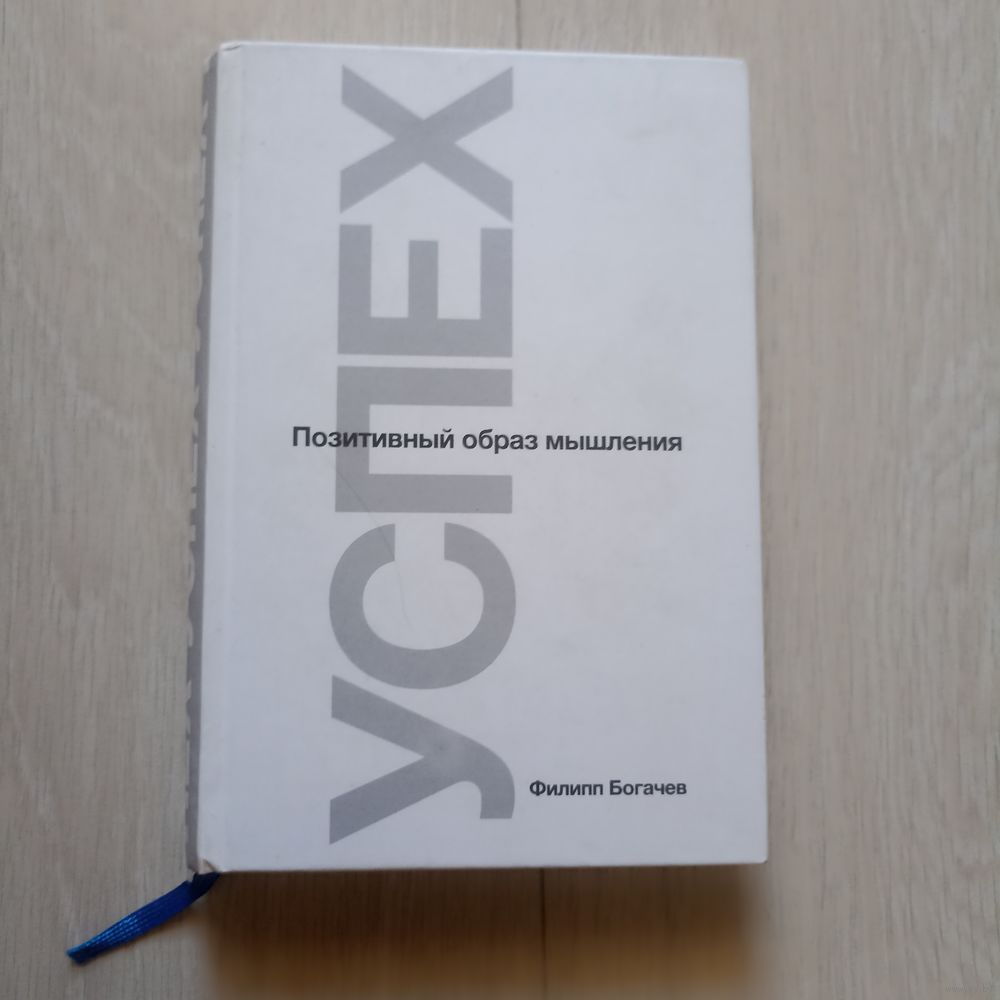 УСПЕХ
Позитивный образ мышления
Филипп Богачев